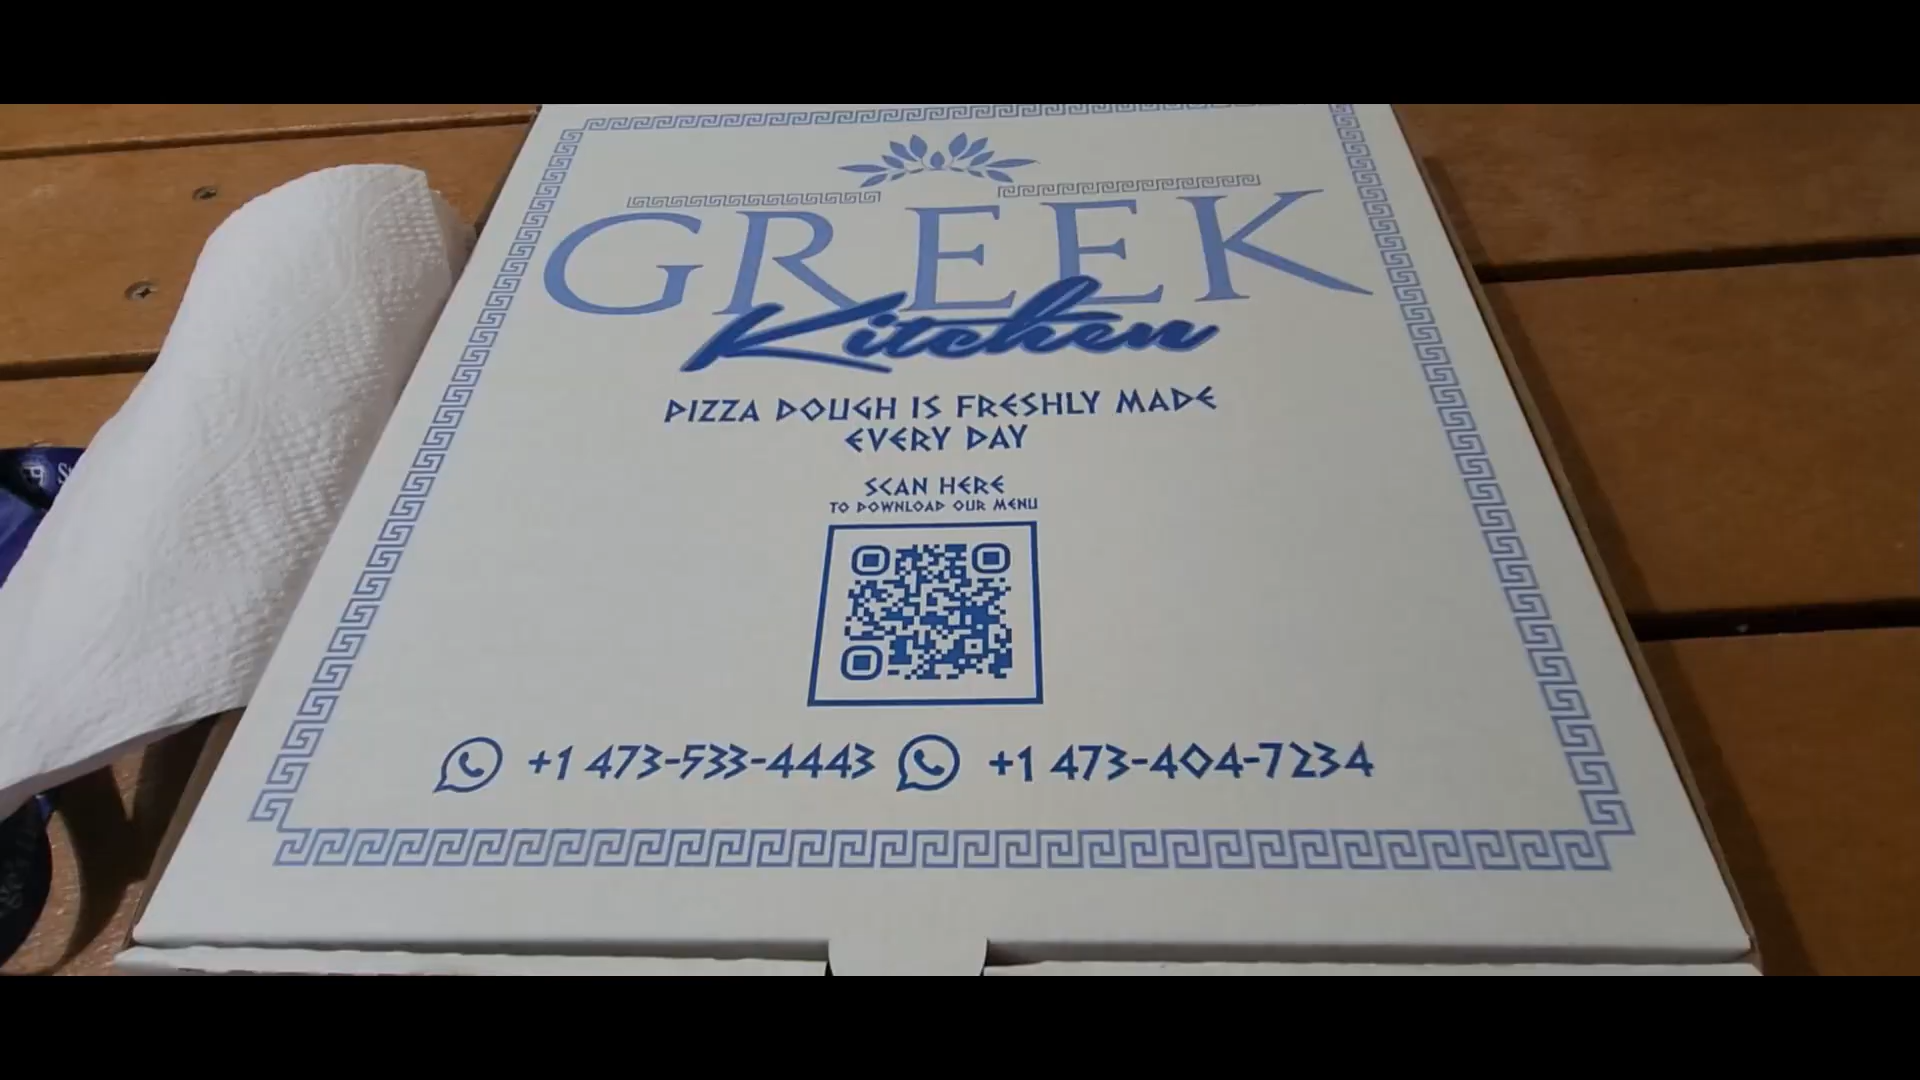 GREEK
Kitchen
PIZZA DOUGH IS FRESHLY MADE
EVERY DAY
SCAN HERE
TO DOWNLOAD OUR MENU
+1 473-533-4443 +1 473-404-7234